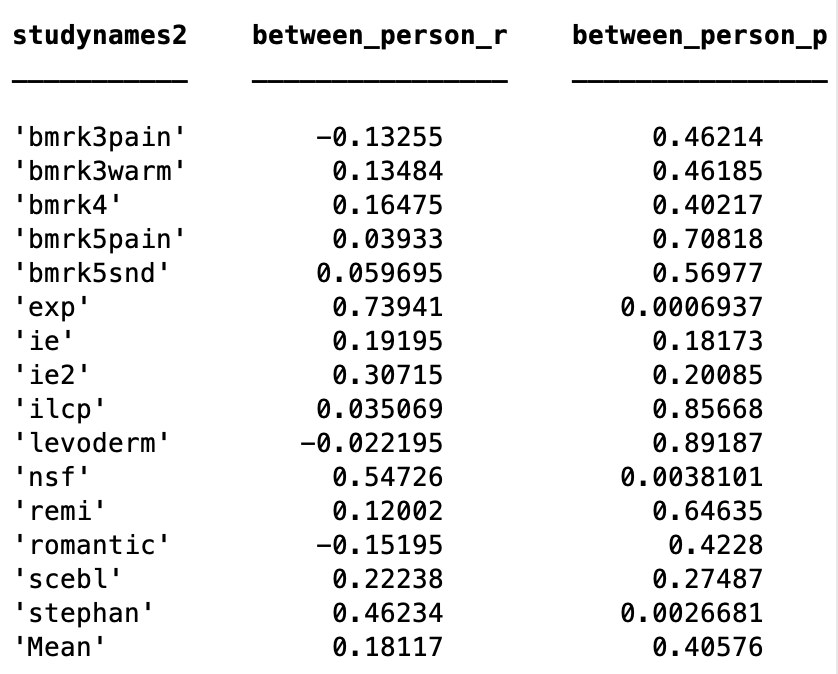 studynames2 between_person_r between_person_p
'bmrk3pain' -0.13255 0.46214
'bmrk3warm' 0.13484 0.46185
'bmrk4' 0.16475 0.40217
'bmrk5pain' 0.03933 0.70818
'bmrk5snd' 0.059695 0.56977
'exp' 0.73941 0.0006937
'ie' 0.19195 0.18173
'ie2' 0.30715 0.20085
'ilcp' 0.035069 0.85668
'levoderm' -0.022195 0.89187
'nsf' 0.54726 0.0038101
'remi' 0.12002 0.64635
'romantic' -0.15195 0.4228
'scebl' 0.22238 0.27487
'stephan' 0.46234 0.0026681
'Mean' 0.18117 0.40576